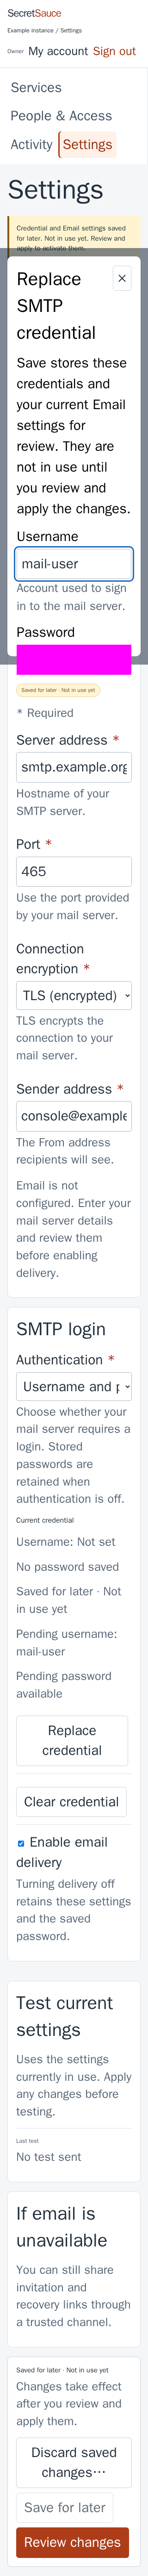 SecretSauce
Example instance / Settings
Owner My account Sign out
Services
People & Access
Activity Settings
Settings
Credential and Email settings saved
for later. Not in use yet. Review and
apply to activate them.
Replace
SMTP
credential
×
Save stores these
credentials and
your current Email
settings for
review. They are
not in use until
you review and
apply the changes.
Username
mail-user
Account used to sign
in to the mail server.
Password
Saved for later · Not in use yet
* Required
Server address *
smtp.example.org
Hostname of your
SMTP server.
Port *
465
Use the port provided
by your mail server.
Connection
encryption *
TLS (encrypted)
TLS encrypts the
connection to your
mail server.
Sender address *
console@example
The From address
recipients will see.
Email is not
configured. Enter your
mail server details
and review them
before enabling
delivery.
SMTP login
Authentication *
Username and p
Choose whether your
mail server requires a
login. Stored
passwords are
retained when
authentication is off.
Current credential
Username: Not set
No password saved
Saved for later · Not
in use yet
Pending username:
mail-user
Pending password
available
Replace
credential
Clear credential
Enable email
delivery
Turning delivery off
retains these settings
and the saved
password.
Test current
settings
Uses the settings
currently in use. Apply
any changes before
testing.
Last test
No test sent
If email is
unavailable
You can still share
invitation and
recovery links through
a trusted channel.
Saved for later · Not in use yet
Changes take effect
after you review and
apply them.
Discard saved
changes…
Save for later
Review changes